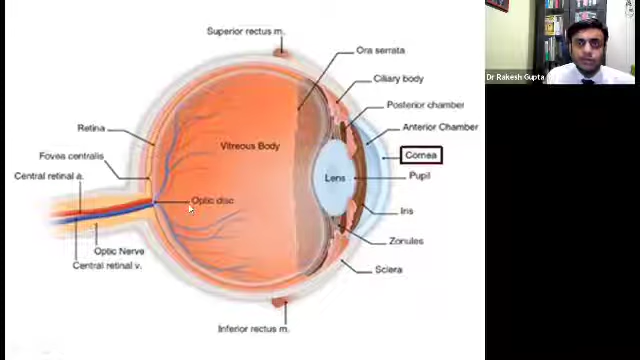 Superior rectus m.
Ora serrata
Ciliary body
Posterior chamber
Anterior Chamber
Cornea
Pupil
Iris
Zonules
Sclera
Retina
Fovea centralis
Central retinal a.
Vitreous Body
Lens
Optic disc
Optic Nerve
Central retinal v.
Inferior rectus m.
Dr Rakesh Gupta